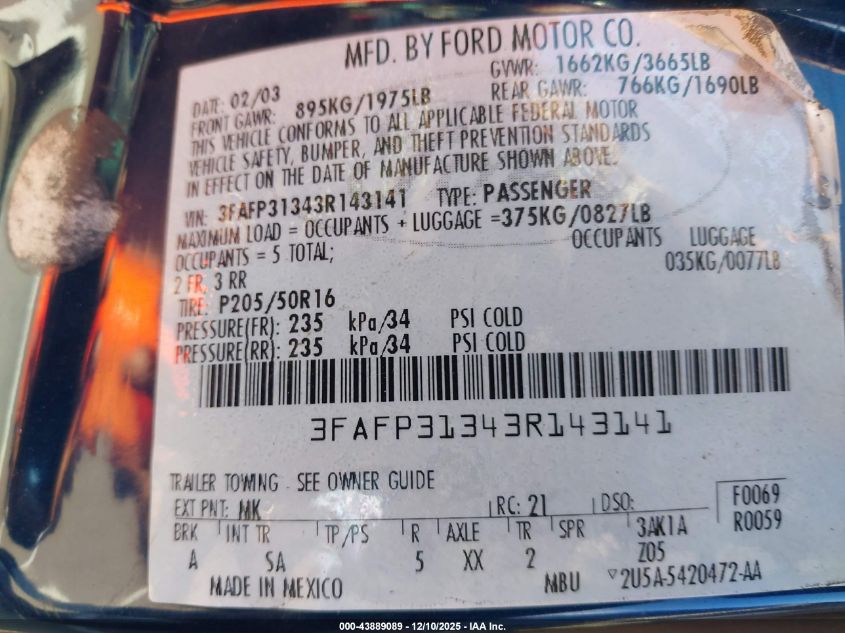 MFD. BY FORD MOTOR CO.
DATE: 02/03 GVWR: 1662KG/3665LB
FRONT GAWR: 895KG/1975LB REAR GAWR: 766KG/1690LB
THIS VEHICLE CONFORMS TO ALL APPLICABLE FEDERAL MOTOR
VEHICLE SAFETY, BUMPER, AND THEFT PREVENTION STANDARDS
IN EFFECT ON THE DATE OF MANUFACTURE SHOWN ABOVE.
VIN: 3FAFP31343R143141 TYPE: PASSENGER
MAXIMUM LOAD = OCCUPANTS + LUGGAGE =375KG/0827LB
OCCUPANTS = 5 TOTAL; OCCUPANTS LUGGAGE
2 FR, 3 RR 035KG/0077LB
TIRE: P205/50R16
PRESSURE(FR): 235 kPa/34 PSI COLD
PRESSURE(RR): 235 kPa/34 PSI COLD
3FAFP31343R143141
TRAILER TOWING - SEE OWNER GUIDE
EXT PNT: MK RC: 21 DSO: F0069
BRK INT TR TP/PS R AXLE TR SPR 3AK1A R0059
A SA 5 XX 2 Z05
MADE IN MEXICO MBU 2U5A-5420472-AA
000-43889089 - 12/10/2025 - IAA Inc.